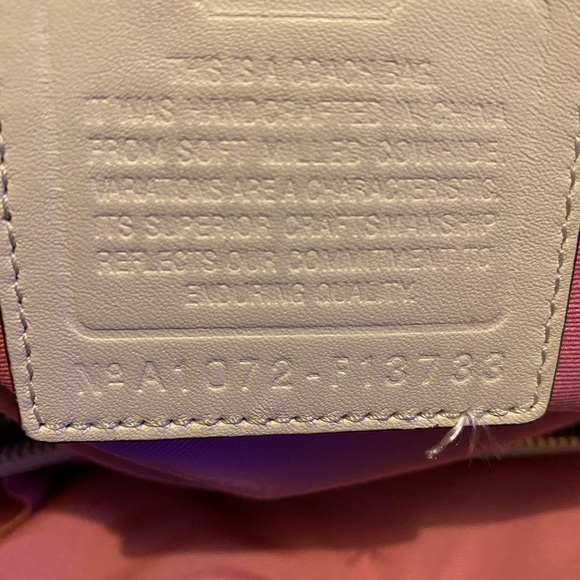 THIS IS A COACH BAG.
IT WAS HANDCRAFTED IN CHINA
FROM SOFT MILLED COWHIDE.
VARIATIONS ARE A CHARACTERISTIC.
ITS SUPERIOR CRAFTSMANSHIP
REFLECTS OUR COMMITMENT TO
ENDURING QUALITY.
Nº A1072-F13733